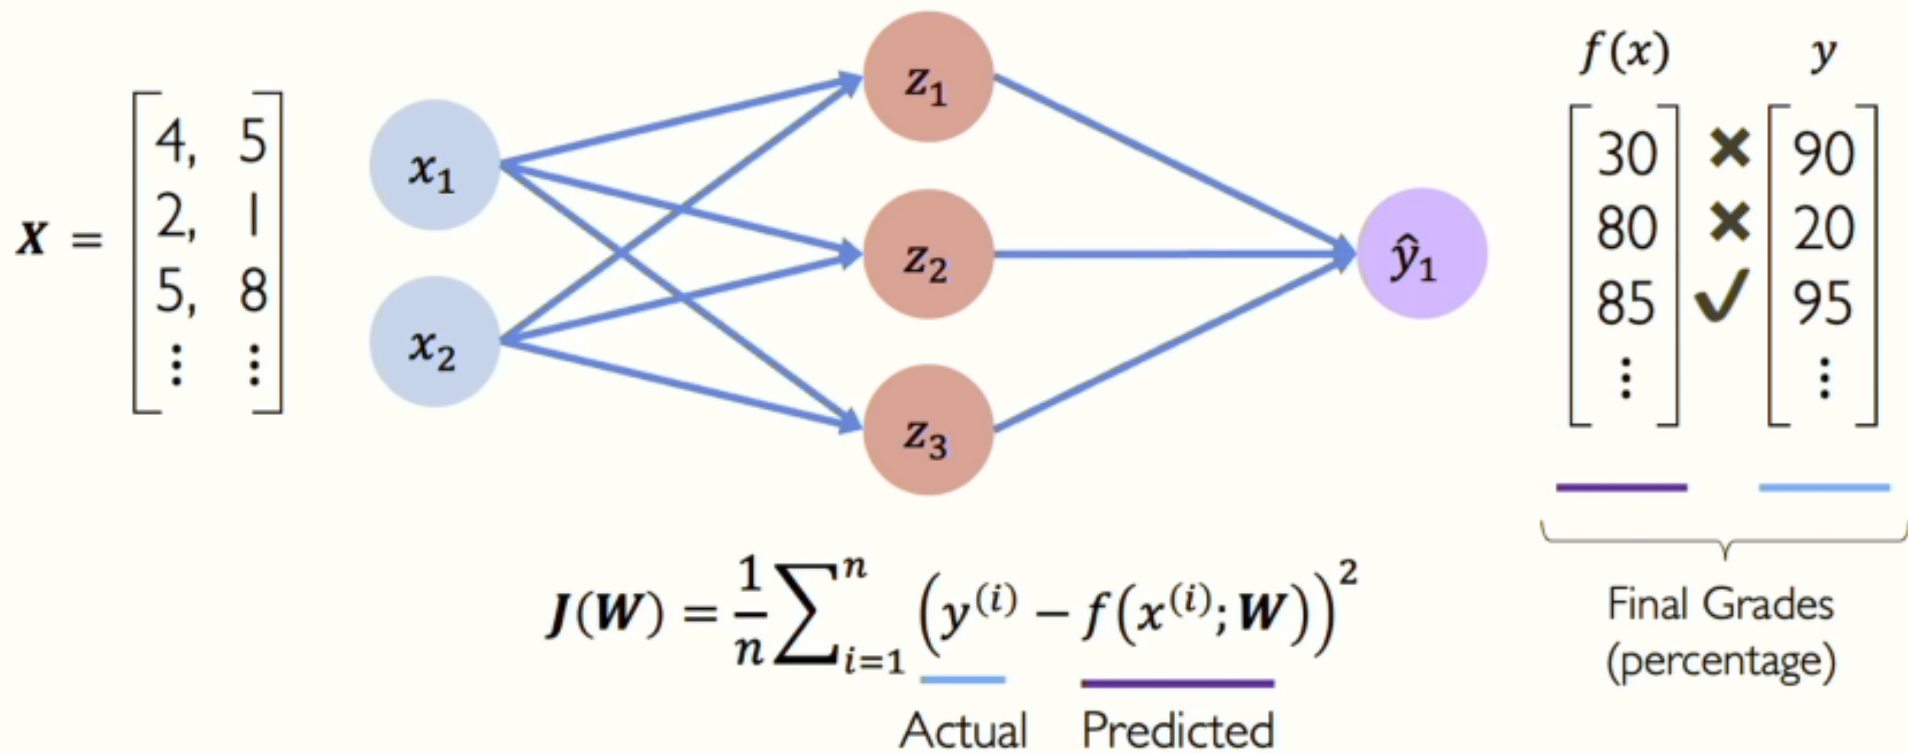 X =
4, 5
2, 1
5, 8
⋮ ⋮
x₁
x₂
z₁
z₂
z₃
ŷ₁
f(x) y
30 ✖ 90
80 ✖ 20
85 ✓ 95
⋮ ⋮
J(W) = 1/n ∑ⁿᵢ₌₁ (y⁽ⁱ⁾ − f(x⁽ⁱ⁾; W))²
Actual Predicted
Final Grades
(percentage)